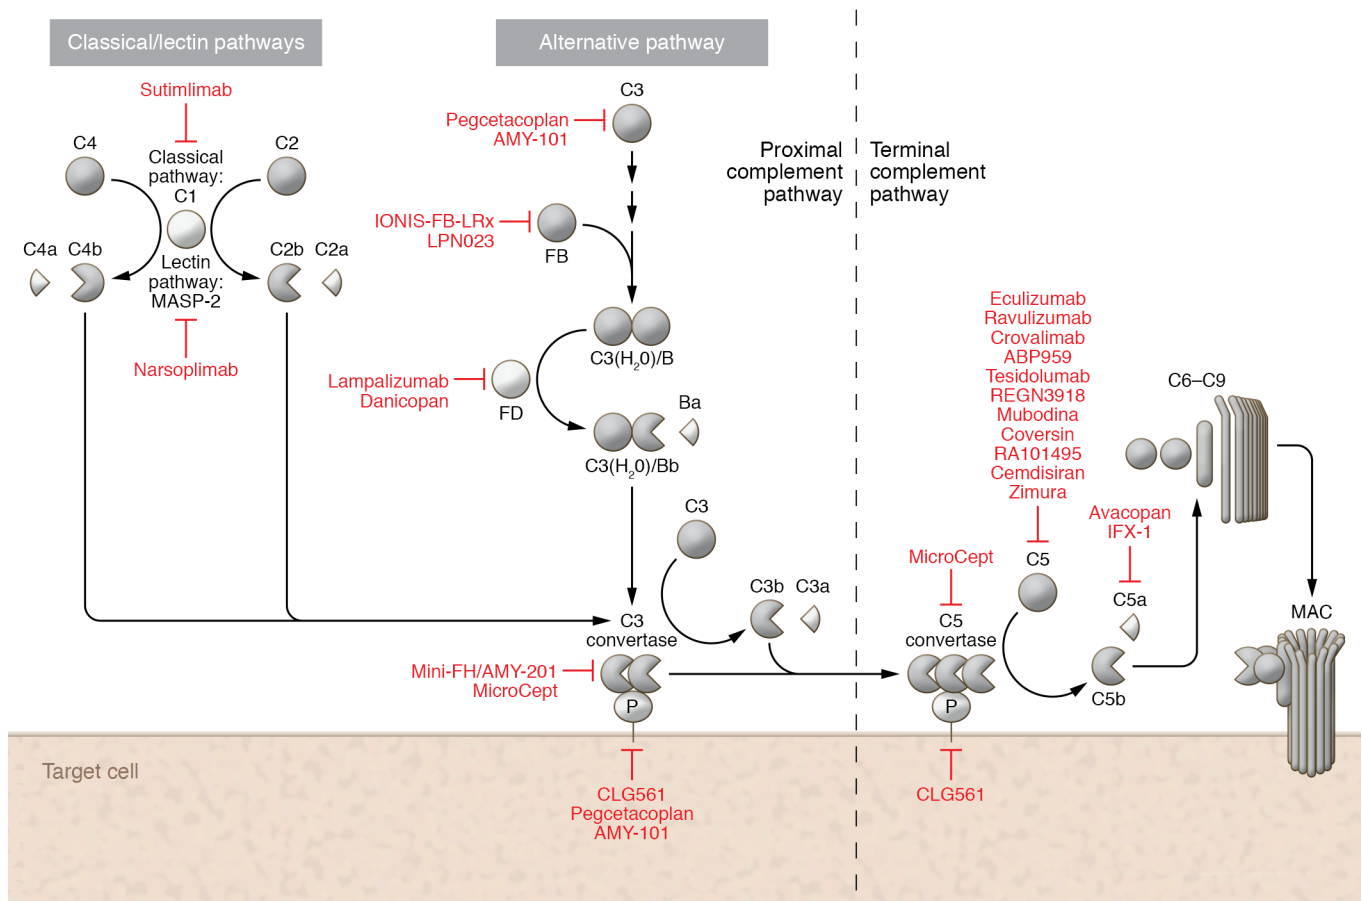 Classical/lectin pathways
Alternative pathway
Sutimlimab
C4
C2
Classical
pathway:
C1
Lectin
pathway:
MASP-2
C4a
C4b
C2b
C2a
Narsoplimab
C3
Pegcetacoplan
AMY-101
IONIS-FB-LRx
LPN023
FB
C3(H₂0)/B
Lampalizumab
Danicopan
FD
Ba
C3(H₂0)/Bb
C3
C3b
C3a
C3
convertase
Mini-FH/AMY-201
MicroCept
P
CLG561
Pegcetacoplan
AMY-101
Proximal
complement
pathway
Terminal
complement
pathway
Eculizumab
Ravulizumab
Crovalimab
ABP959
Tesidolumab
REGN3918
Mubodina
Coversin
RA101495
Cemdisiran
Zimura
C5
MicroCept
C5
convertase
P
CLG561
Avacopan
IFX-1
C5a
C5b
C6–C9
MAC
Target cell